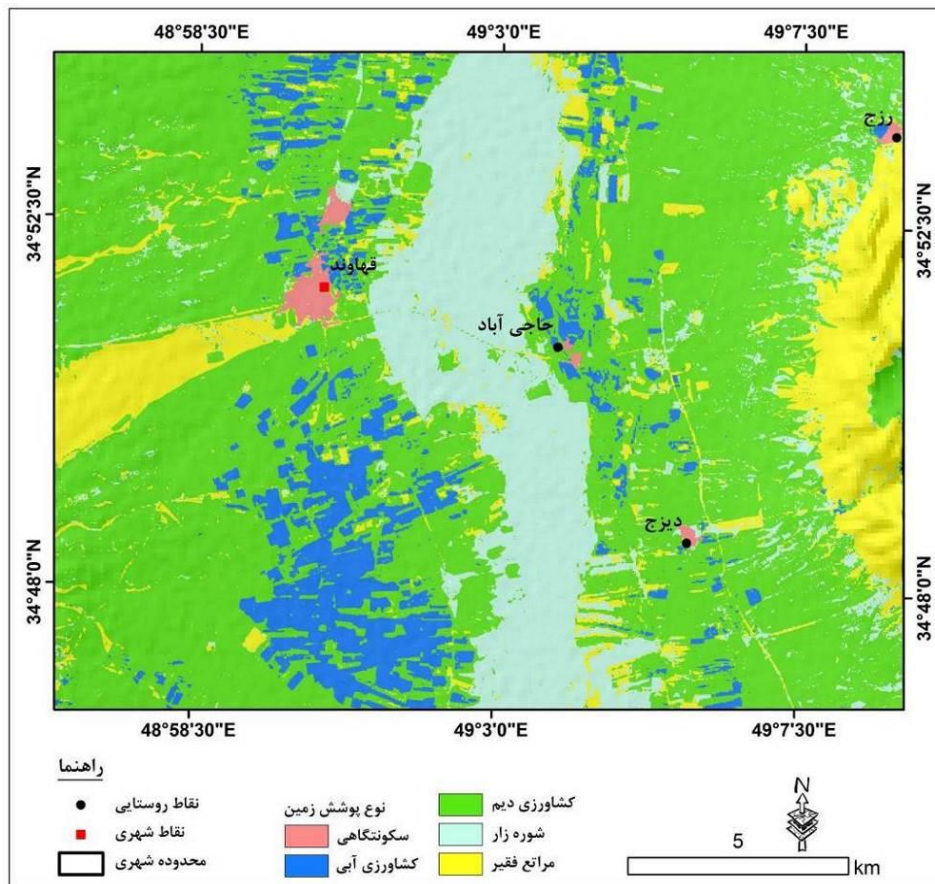 48°58'30"E 49°3'0"E 49°7'30"E
رزج
34°52'30"N 34°52'30"N
قهاوند
حاجی آباد
دیزج
34°48'0"N 34°48'0"N
48°58'30"E 49°3'0"E 49°7'30"E
راهنما
نقاط روستایی
نقاط شهری
محدوده شهری
نوع پوشش زمین
سکونتگاهی
کشاورزی آبی
کشاورزی دیم
شوره زار
مراتع فقیر
N
5
km